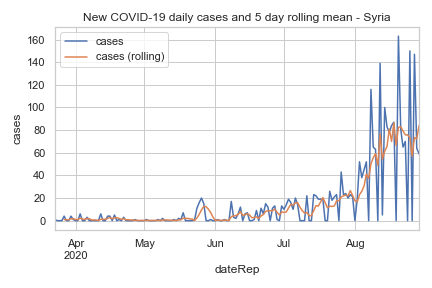 New COVID-19 daily cases and 5 day rolling mean - Syria
cases
cases (rolling)
160
140
120
100
80
60
40
20
0
cases
Apr
2020
May
Jun
Jul
Aug
dateRep